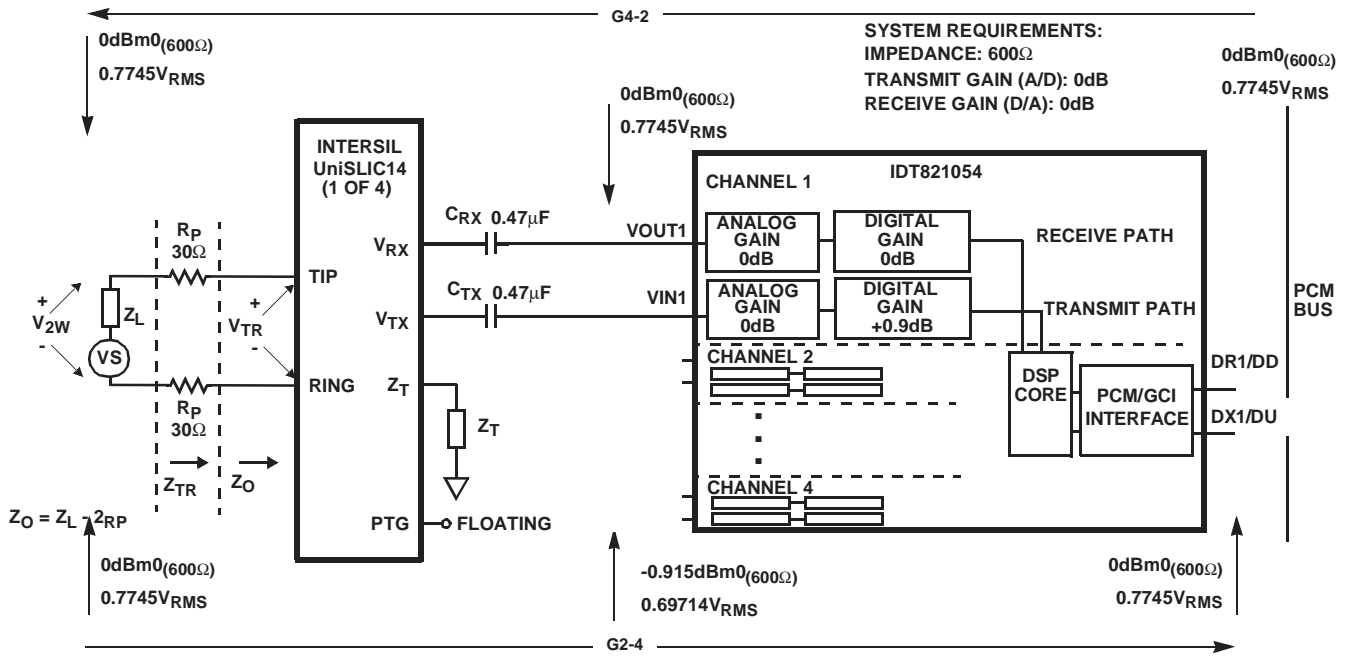 G4-2
0dBm0(600Ω)
0.7745VRMS
SYSTEM REQUIREMENTS:
IMPEDANCE: 600Ω
TRANSMIT GAIN (A/D): 0dB
RECEIVE GAIN (D/A): 0dB
0dBm0(600Ω)
0.7745VRMS
0dBm0(600Ω)
0.7745VRMS
INTERSIL
UniSLIC14
(1 OF 4)
IDT821054
CHANNEL 1
CRX 0.47μF
VOUT1
ANALOG
GAIN
0dB
DIGITAL
GAIN
0dB
RECEIVE PATH
RP
30Ω
VRX
TIP
CTX 0.47μF
VIN1
ANALOG
GAIN
0dB
DIGITAL
GAIN
+0.9dB
TRANSMIT PATH
PCM
BUS
+
V2W
-
ZL
VS
+
VTR
-
VTX
CHANNEL 2
DSP
CORE
PCM/GCI
INTERFACE
DR1/DD
DX1/DU
RING
ZT
RP
30Ω
ZT
ZTR
ZO
CHANNEL 4
ZO = ZL - 2RP
PTG
FLOATING
0dBm0(600Ω)
0.7745VRMS
-0.915dBm0(600Ω)
0.69714VRMS
0dBm0(600Ω)
0.7745VRMS
G2-4